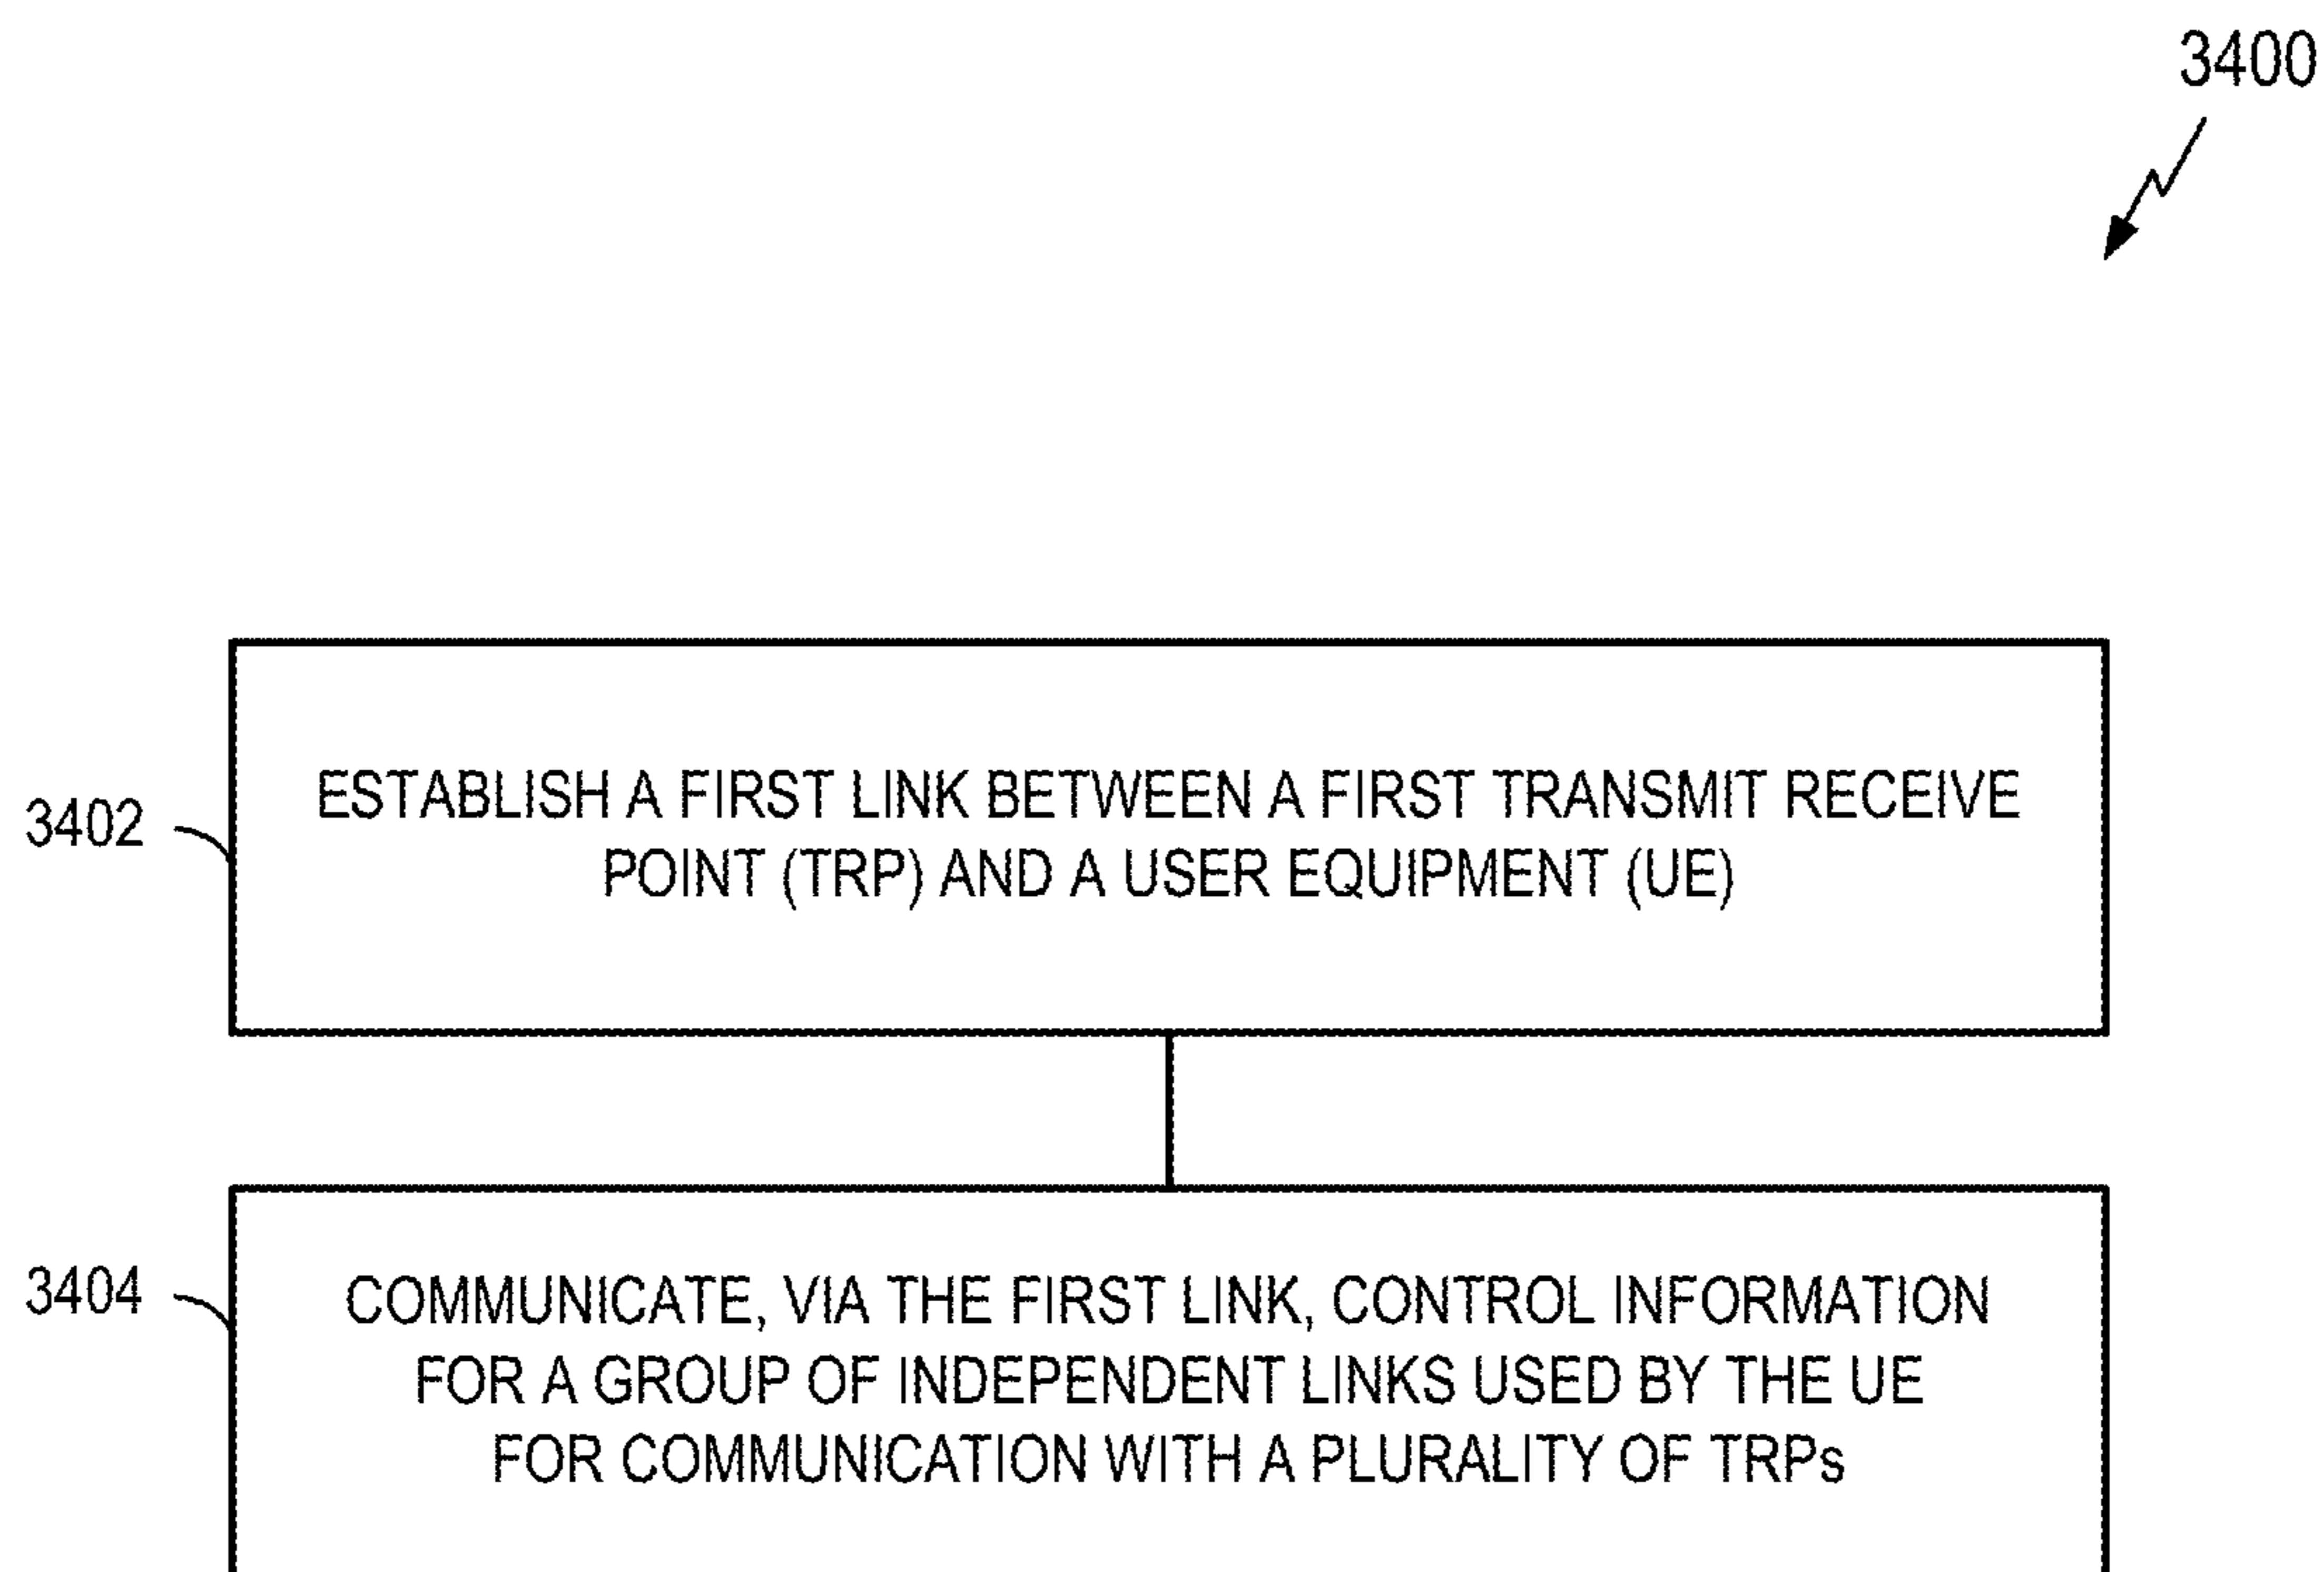 3400
3402
ESTABLISH A FIRST LINK BETWEEN A FIRST TRANSMIT RECEIVE
POINT (TRP) AND A USER EQUIPMENT (UE)
3404
COMMUNICATE, VIA THE FIRST LINK, CONTROL INFORMATION
FOR A GROUP OF INDEPENDENT LINKS USED BY THE UE
FOR COMMUNICATION WITH A PLURALITY OF TRPs